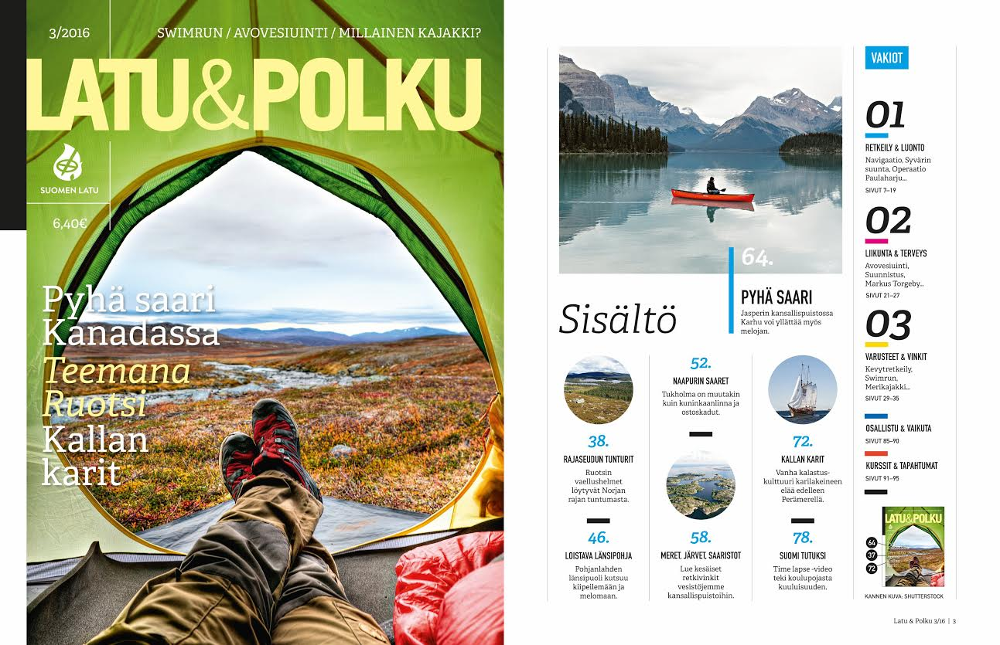 3/2016
SWIMRUN / AVOVESIUINTI / MILLAINEN KAJAKKI?
LATU&POLKU
SUOMEN LATU
6,40€
Pyhä saari
Kanadassa
Teemana
Ruotsi
Kallan
karit
64.
PYHÄ SAARI
Jasperin kansallispuistossa
Karhu voi yllättää myös
melojan.
Sisältö
38.
RAJASEUDUN TUNTURIT
Ruotsin
vaellushelmet
löytyvät Norjan
rajan tuntumasta.
46.
LOISTAVA LÄNSIPOHJA
Pohjanlahden
länsipuoli kutsuu
kiipeilemään ja
melomaan.
52.
NAAPURIN SAARET
Tukholma on muutakin
kuin kuninkaanlinna ja
ostoskadut.
58.
MERET, JÄRVET, SAARISTOT
Lue kesäiset
retkivinkit
vesistöjemme
kansallispuistoihin.
72.
KALLAN KARIT
Vanha kalastus-
kulttuuri karilakeineen
elää edelleen
Perämerellä.
78.
SUOMI TUTUKSI
Time lapse -video
teki koulupojasta
kuuluisuuden.
VAKIOT
01
RETKEILY & LUONTO
Navigaatio, Syvärin
suunta, Operaatio
Paulaharju...
SIVUT 7–19
02
LIIKUNTA & TERVEYS
Avovesiuinti,
Suunnistus,
Markus Torgeby...
SIVUT 21–27
03
VARUSTEET & VINKIT
Kevytretkeily,
Swimrun,
Merikajakki...
SIVUT 29–35
OSALLISTU & VAIKUTA
SIVUT 85–90
KURSSIT & TAPAHTUMAT
SIVUT 91–95
LATU&POLKU
64
37
72
KANNEN KUVA: SHUTTERSTOCK
Latu & Polku 3/16 | 3